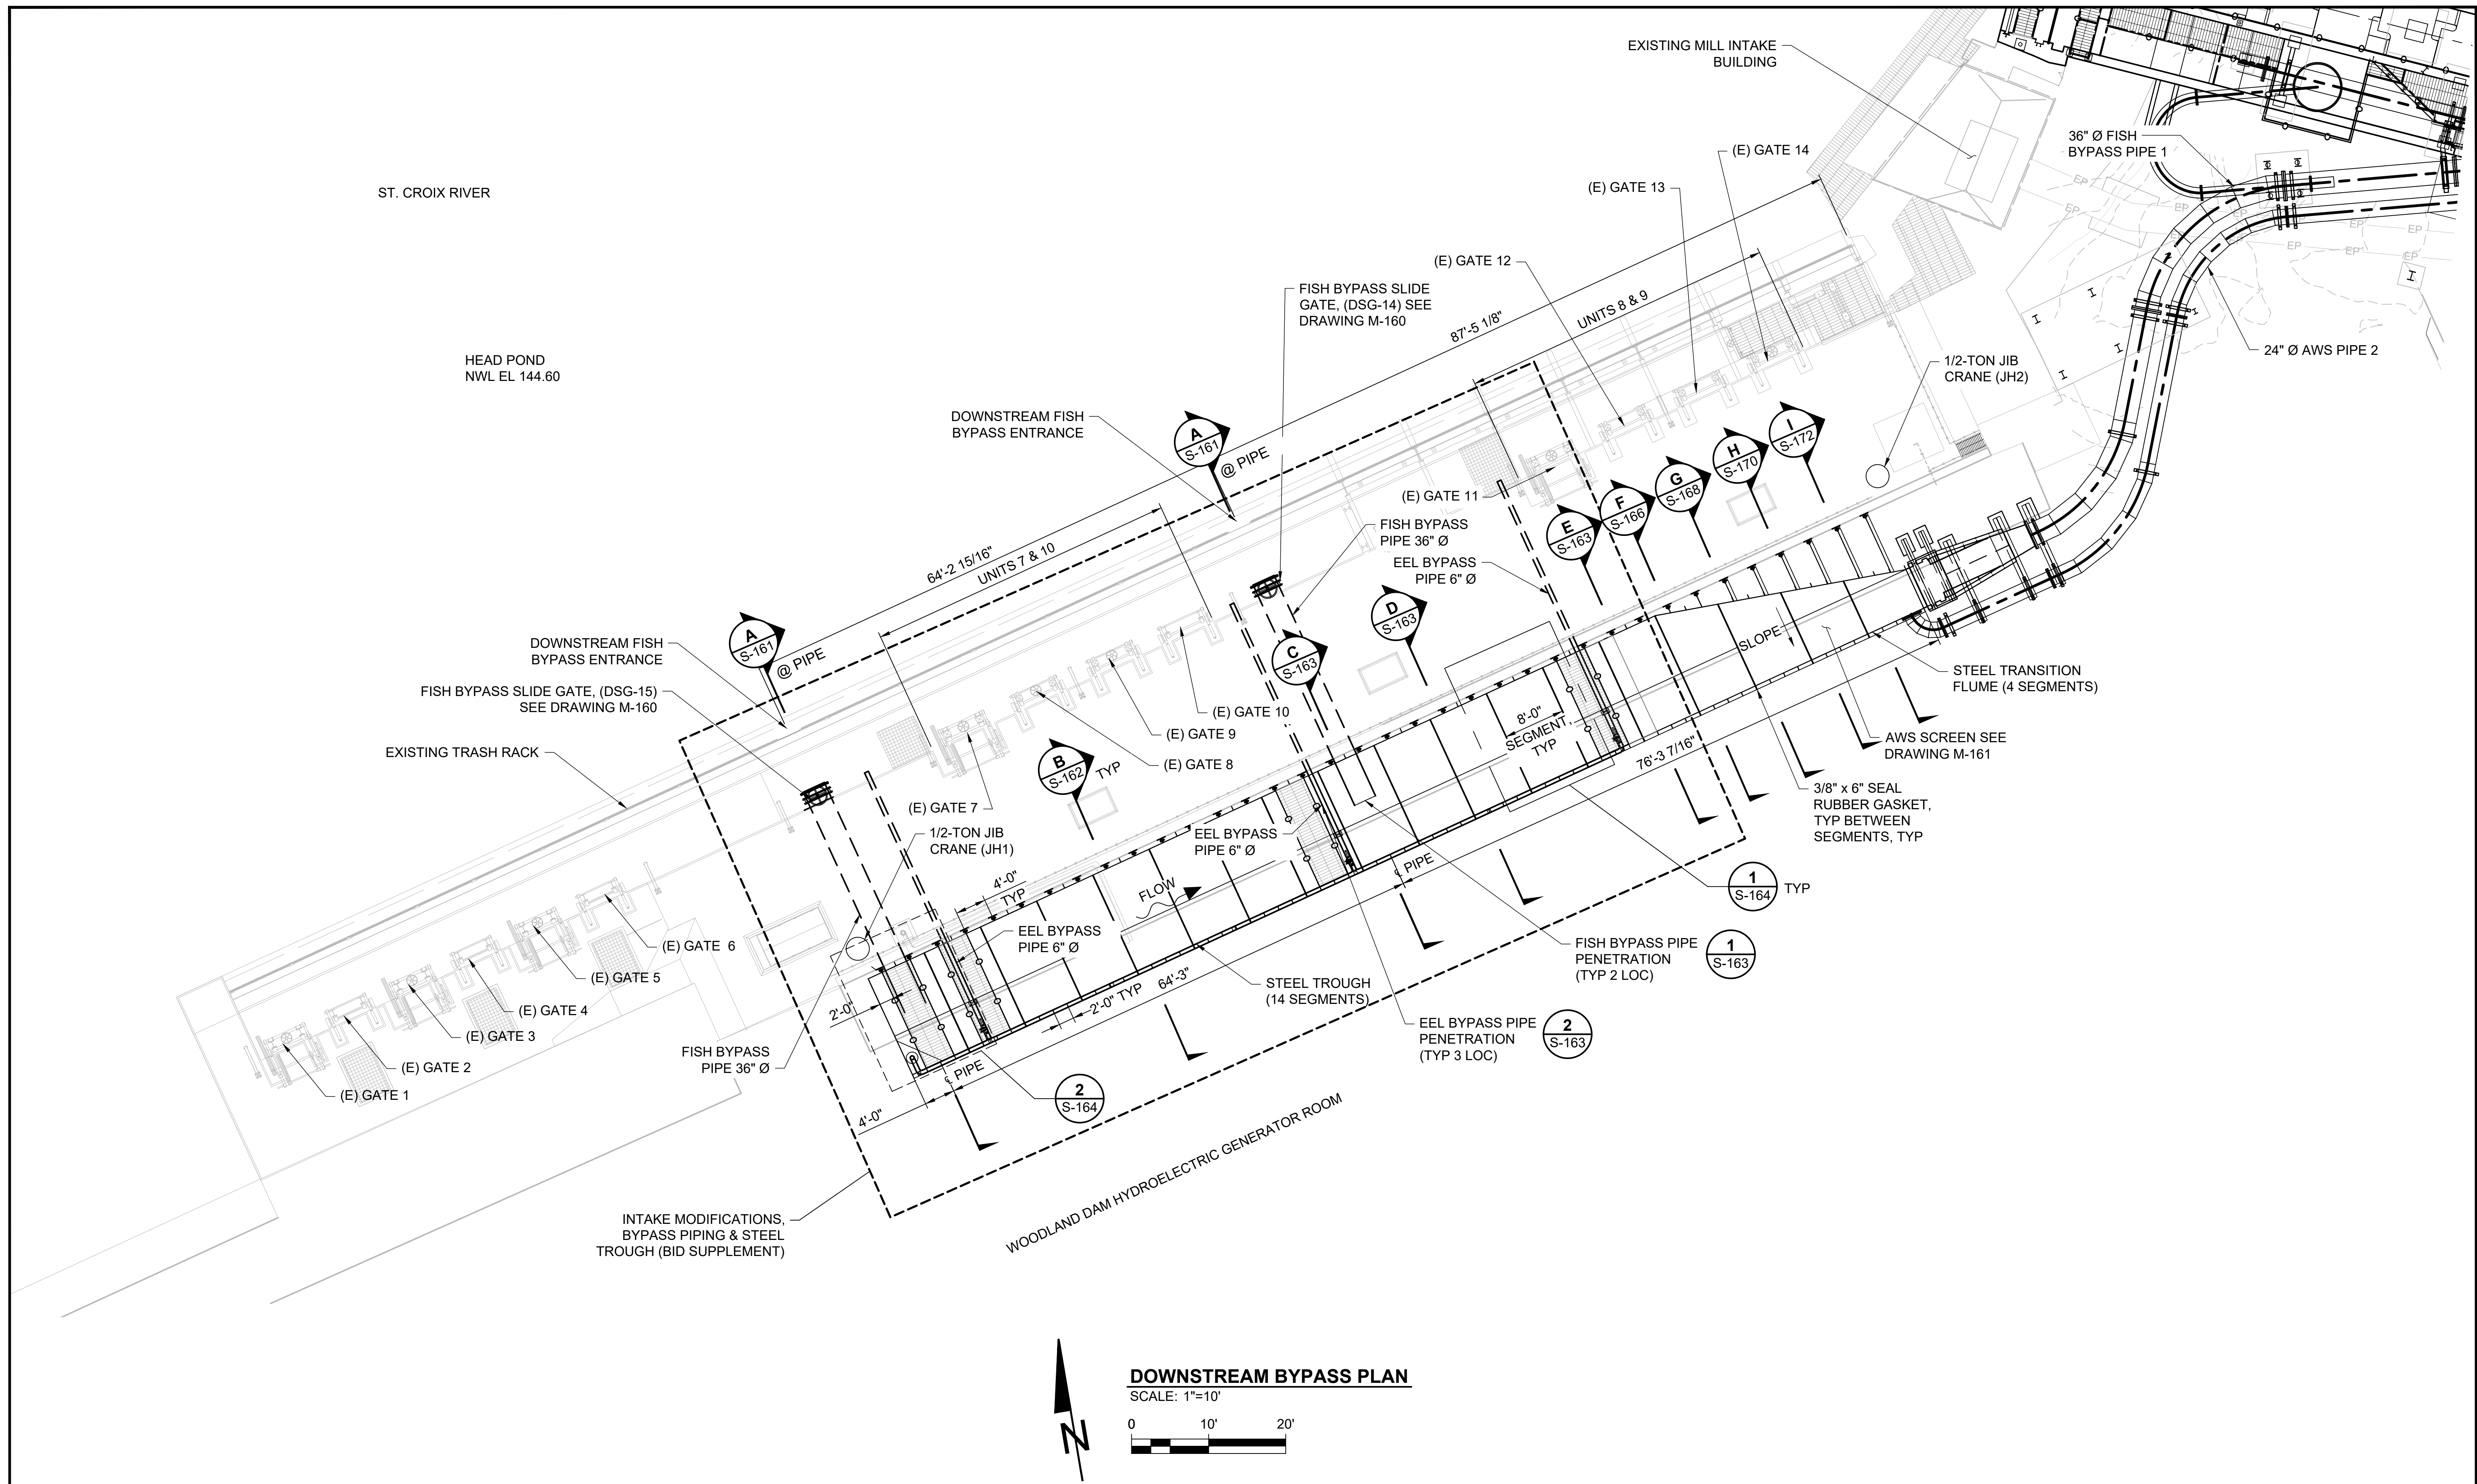 EXISTING MILL INTAKE
BUILDING
36" Ø FISH
BYPASS PIPE 1
(E) GATE 14
(E) GATE 13
ST. CROIX RIVER
EP
EP
EP
EP
EP
EP
EP
EP
EP
(E) GATE 12
FISH BYPASS SLIDE
GATE, (DSG-14) SEE
DRAWING M-160
87'-5 1/8"
UNITS 8 & 9
24" Ø AWS PIPE 2
HEAD POND
NWL EL 144.60
1/2-TON JIB
CRANE (JH2)
DOWNSTREAM FISH
BYPASS ENTRANCE
A
S-161
@ PIPE
I
S-172
H
S-170
G
S-168
F
S-166
E
S-163
(E) GATE 11
FISH BYPASS
PIPE 36" Ø
EEL BYPASS
PIPE 6" Ø
64'-2 15/16"
UNITS 7 & 10
D
S-163
A
S-161
@ PIPE
C
S-163
SLOPE
DOWNSTREAM FISH
BYPASS ENTRANCE
FISH BYPASS SLIDE GATE, (DSG-15)
SEE DRAWING M-160
STEEL TRANSITION
FLUME (4 SEGMENTS)
(E) GATE 10
(E) GATE 9
8'-0"
SEGMENT,
TYP
76'-3 7/16"
AWS SCREEN SEE
DRAWING M-161
EXISTING TRASH RACK
B
S-162
TYP
(E) GATE 8
(E) GATE 7
3/8" x 6" SEAL
RUBBER GASKET,
TYP BETWEEN
SEGMENTS, TYP
1/2-TON JIB
CRANE (JH1)
EEL BYPASS
PIPE 6" Ø
4'-0"
TYP
FLOW
℄ PIPE
1
S-164
TYP
(E) GATE 6
(E) GATE 5
(E) GATE 4
(E) GATE 3
(E) GATE 2
(E) GATE 1
EEL BYPASS
PIPE 6" Ø
FISH BYPASS PIPE
PENETRATION
(TYP 2 LOC)
1
S-163
STEEL TROUGH
(14 SEGMENTS)
64'-3"
2'-0" TYP
2'-0"
EEL BYPASS PIPE
PENETRATION
(TYP 3 LOC)
2
S-163
FISH BYPASS
PIPE 36" Ø
℄ PIPE
4'-0"
2
S-164
WOODLAND DAM HYDROELECTRIC GENERATOR ROOM
INTAKE MODIFICATIONS,
BYPASS PIPING & STEEL
TROUGH (BID SUPPLEMENT)
N
DOWNSTREAM BYPASS PLAN
SCALE: 1"=10'
0 10' 20'